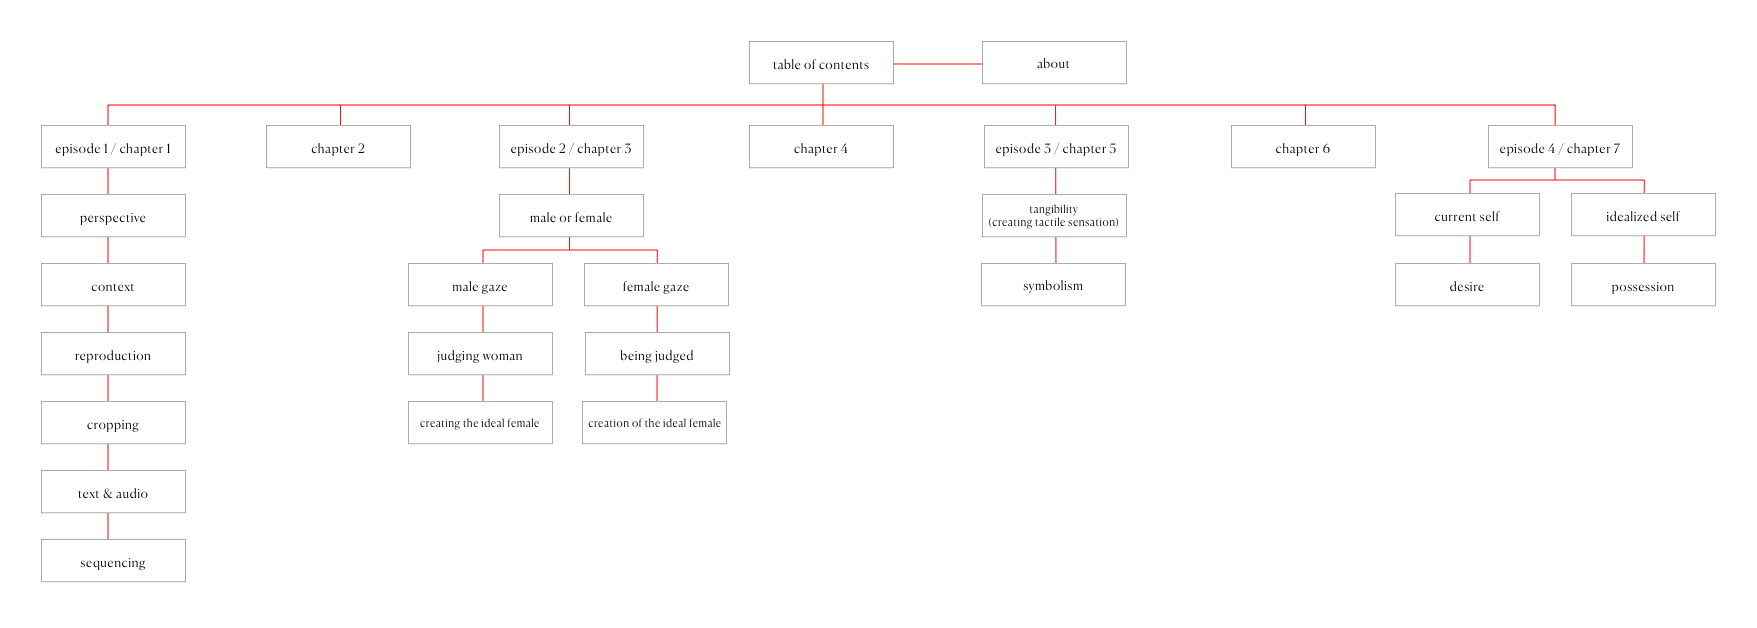 table of contents
about
episode 1 / chapter 1
chapter 2
episode 2 / chapter 3
chapter 4
episode 3 / chapter 5
chapter 6
episode 4 / chapter 7
perspective
male or female
tangibility
(creating tactile sensation)
current self
idealized self
context
male gaze
female gaze
symbolism
desire
possession
reproduction
judging woman
being judged
cropping
creating the ideal female
creation of the ideal female
text & audio
sequencing